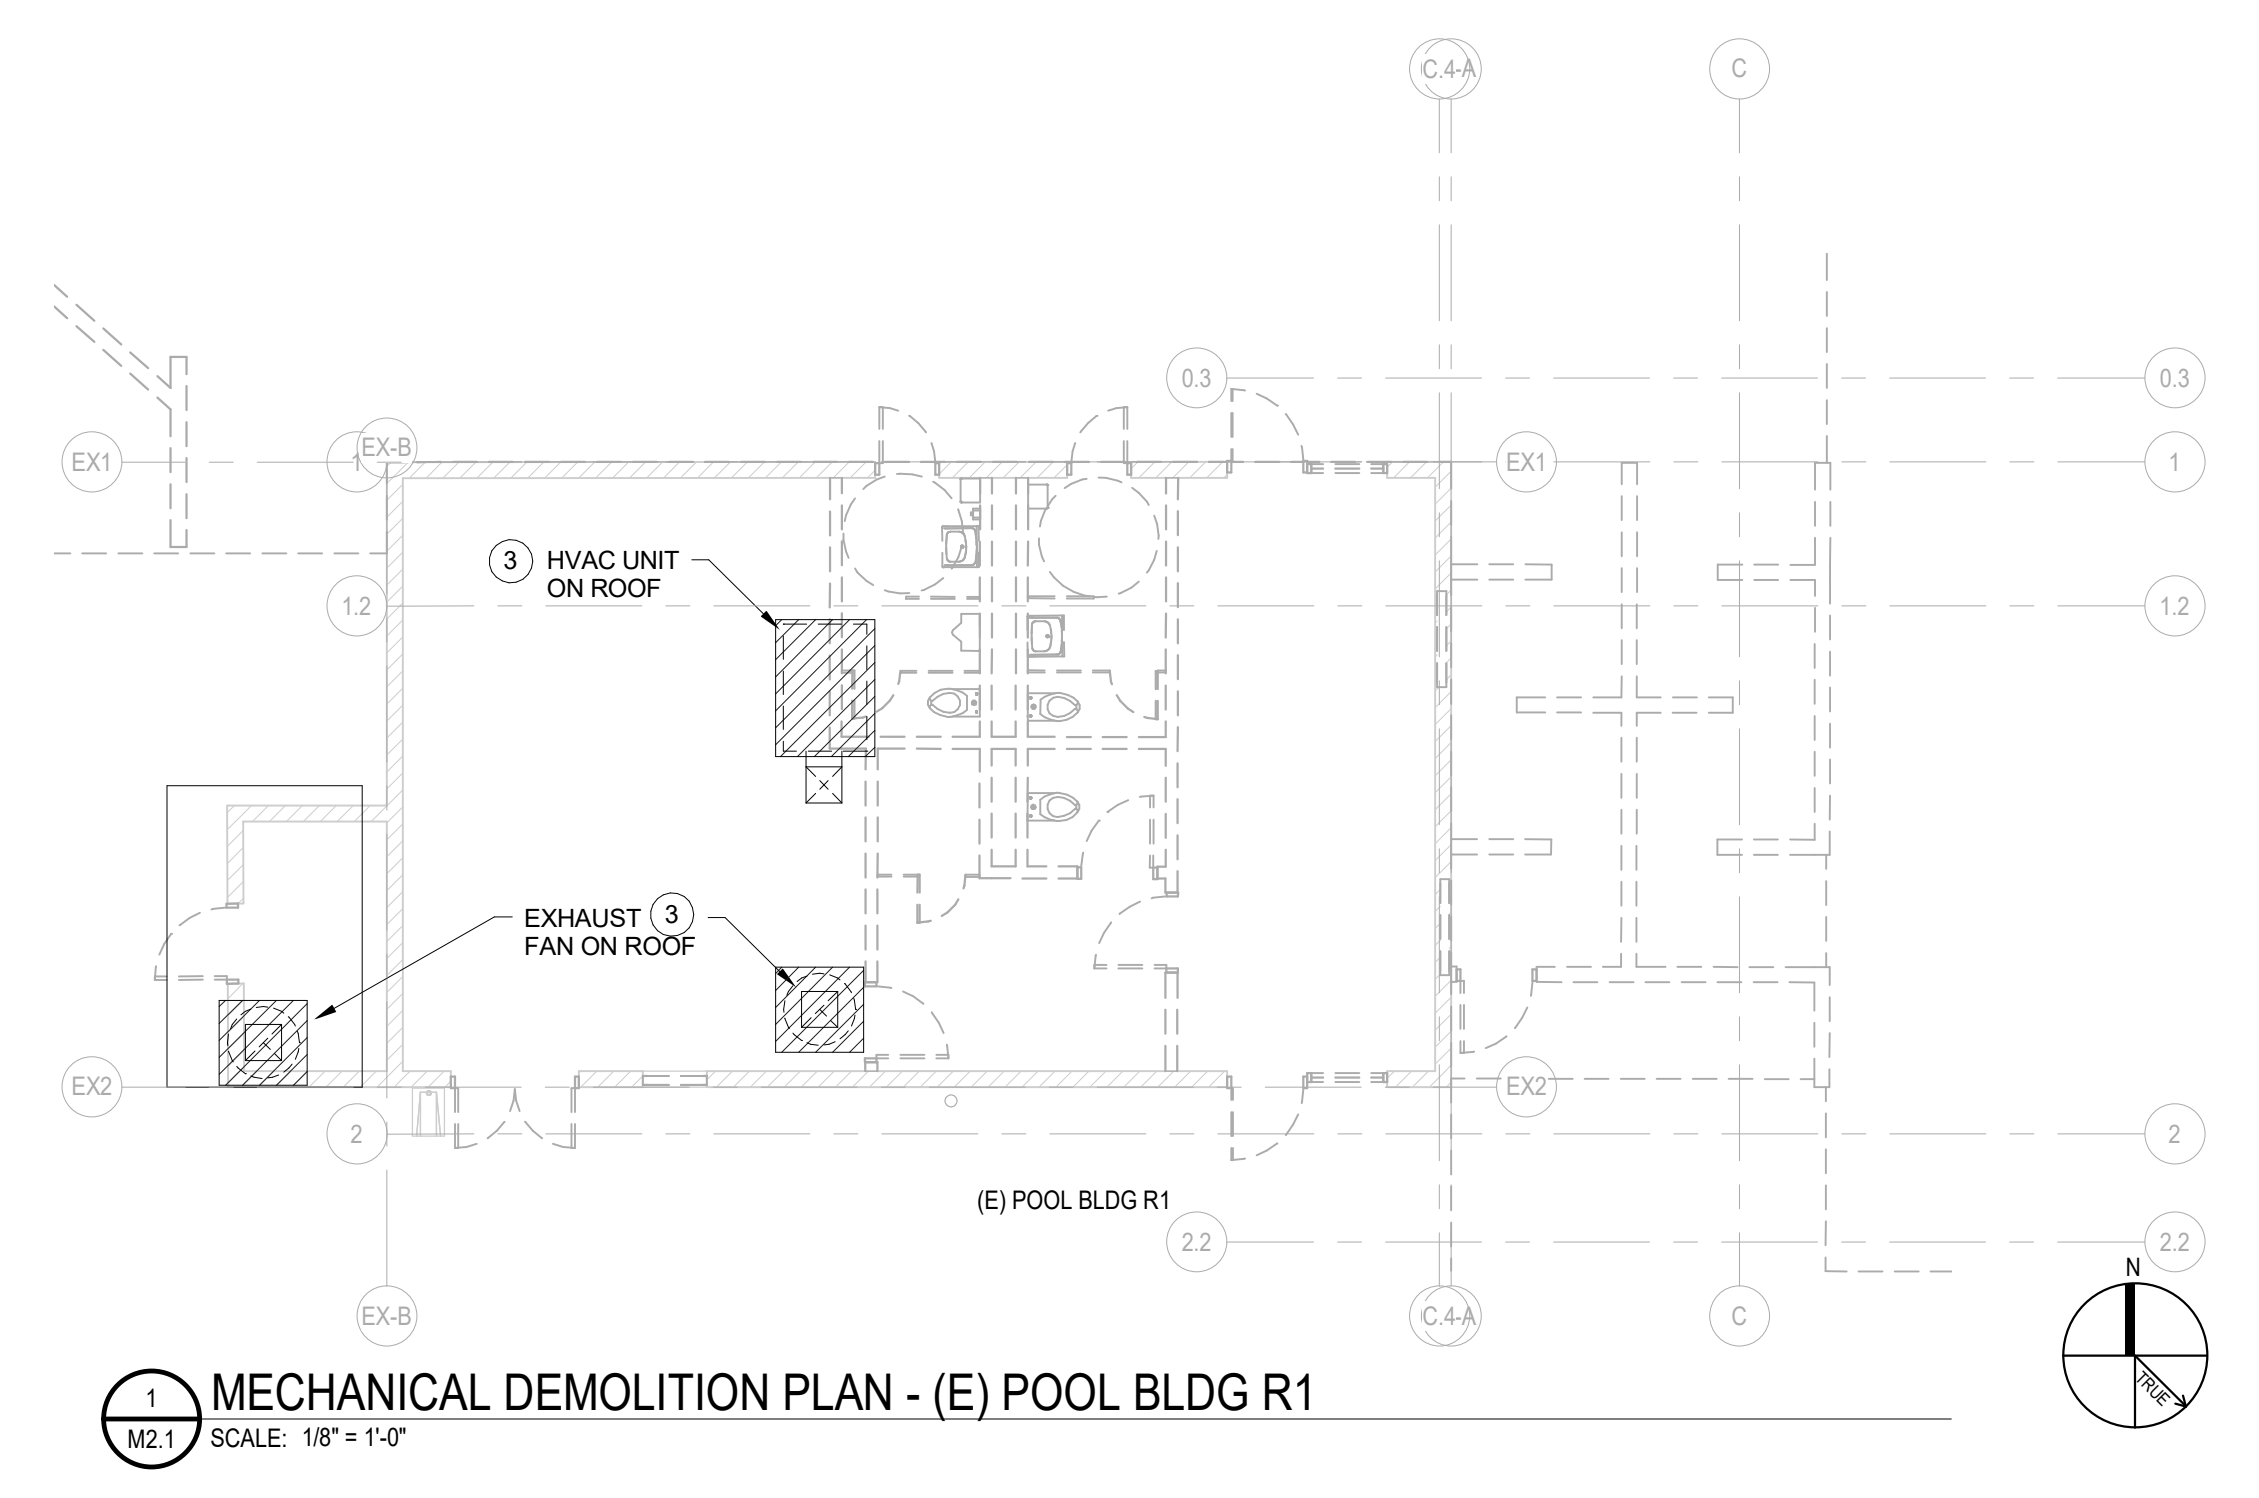 C.4-A
C
0.3
0.3
EX1
1
EX-B
EX1
1
3
HVAC UNIT
ON ROOF
1.2
1.2
EXHAUST
3
FAN ON ROOF
EX2
EX2
2
2
(E) POOL BLDG R1
2.2
2.2
EX-B
C.4-A
C
N
TRUE
1
M2.1
MECHANICAL DEMOLITION PLAN - (E) POOL BLDG R1
SCALE: 1/8" = 1'-0"